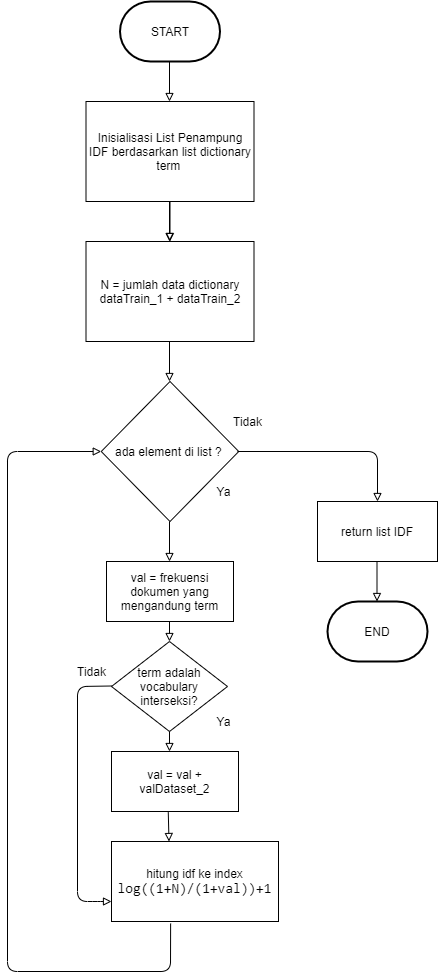 START
Inisialisasi List Penampung
IDF berdasarkan list dictionary
term
N = jumlah data dictionary
dataTrain_1 + dataTrain_2
Tidak
ada element di list ?
Ya
return list IDF
val = frekuensi
dokumen yang
mengandung term
END
Tidak
term adalah
vocabulary
interseksi?
Ya
val = val +
valDataset_2
hitung idf ke index
log((1+N)/(1+val))+1